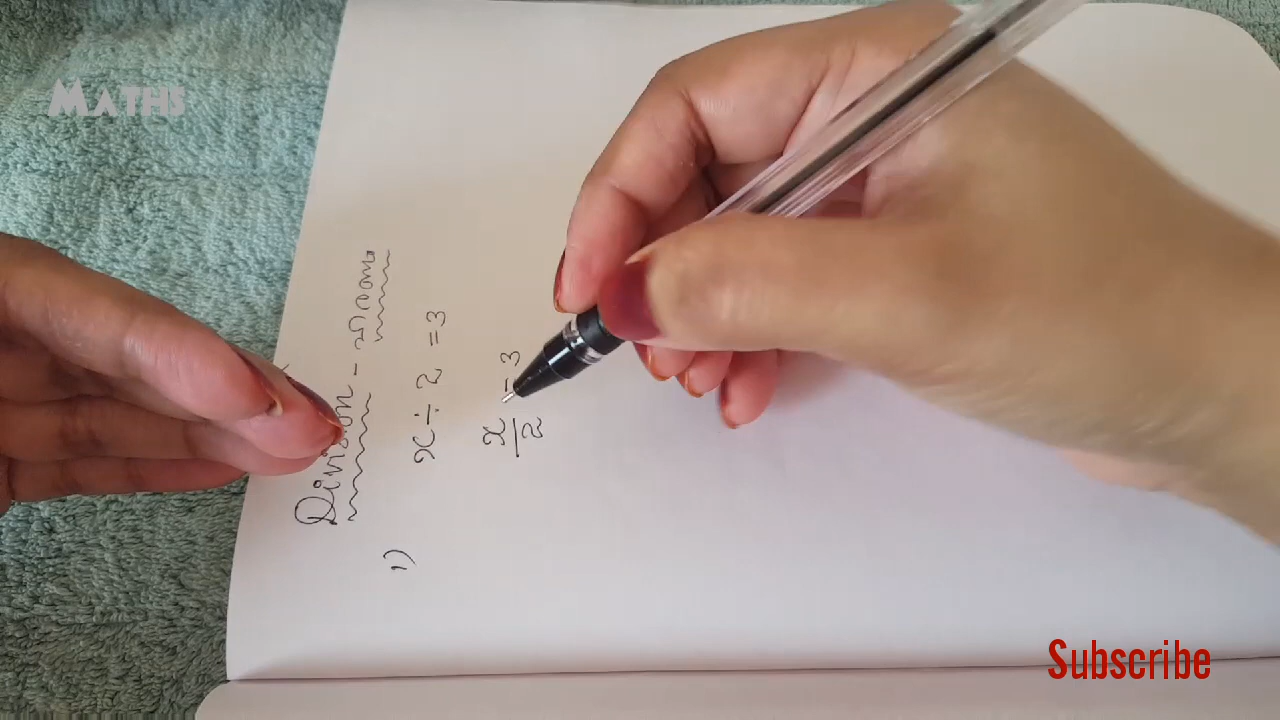 MATHS
Division -
1) x ÷ 2 = 3
x/2 = 3
Subscribe